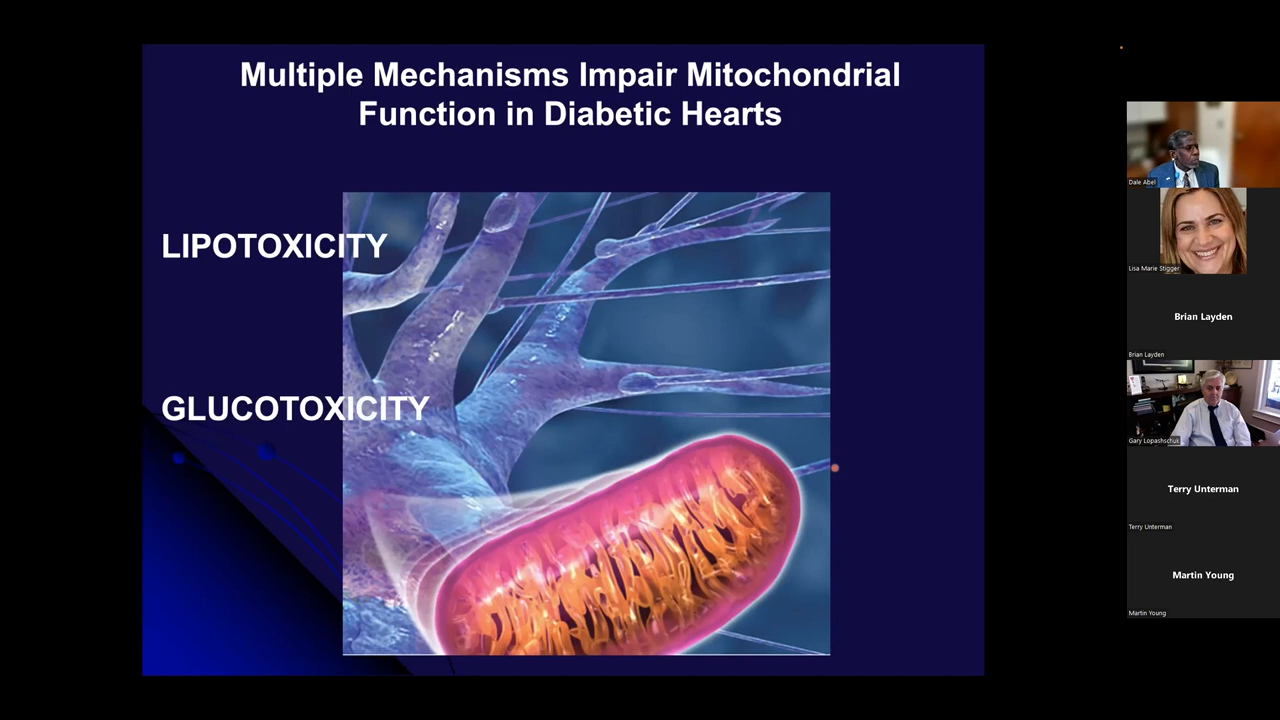 Multiple Mechanisms Impair Mitochondrial
Function in Diabetic Hearts
LIPOTOXICITY
GLUCOTOXICITY
Dale Abel
Lisa Marie Stigger
Brian Layden
Brian Layden
Gary Lopashschuk
Terry Unterman
Terry Unterman
Martin Young
Martin Young